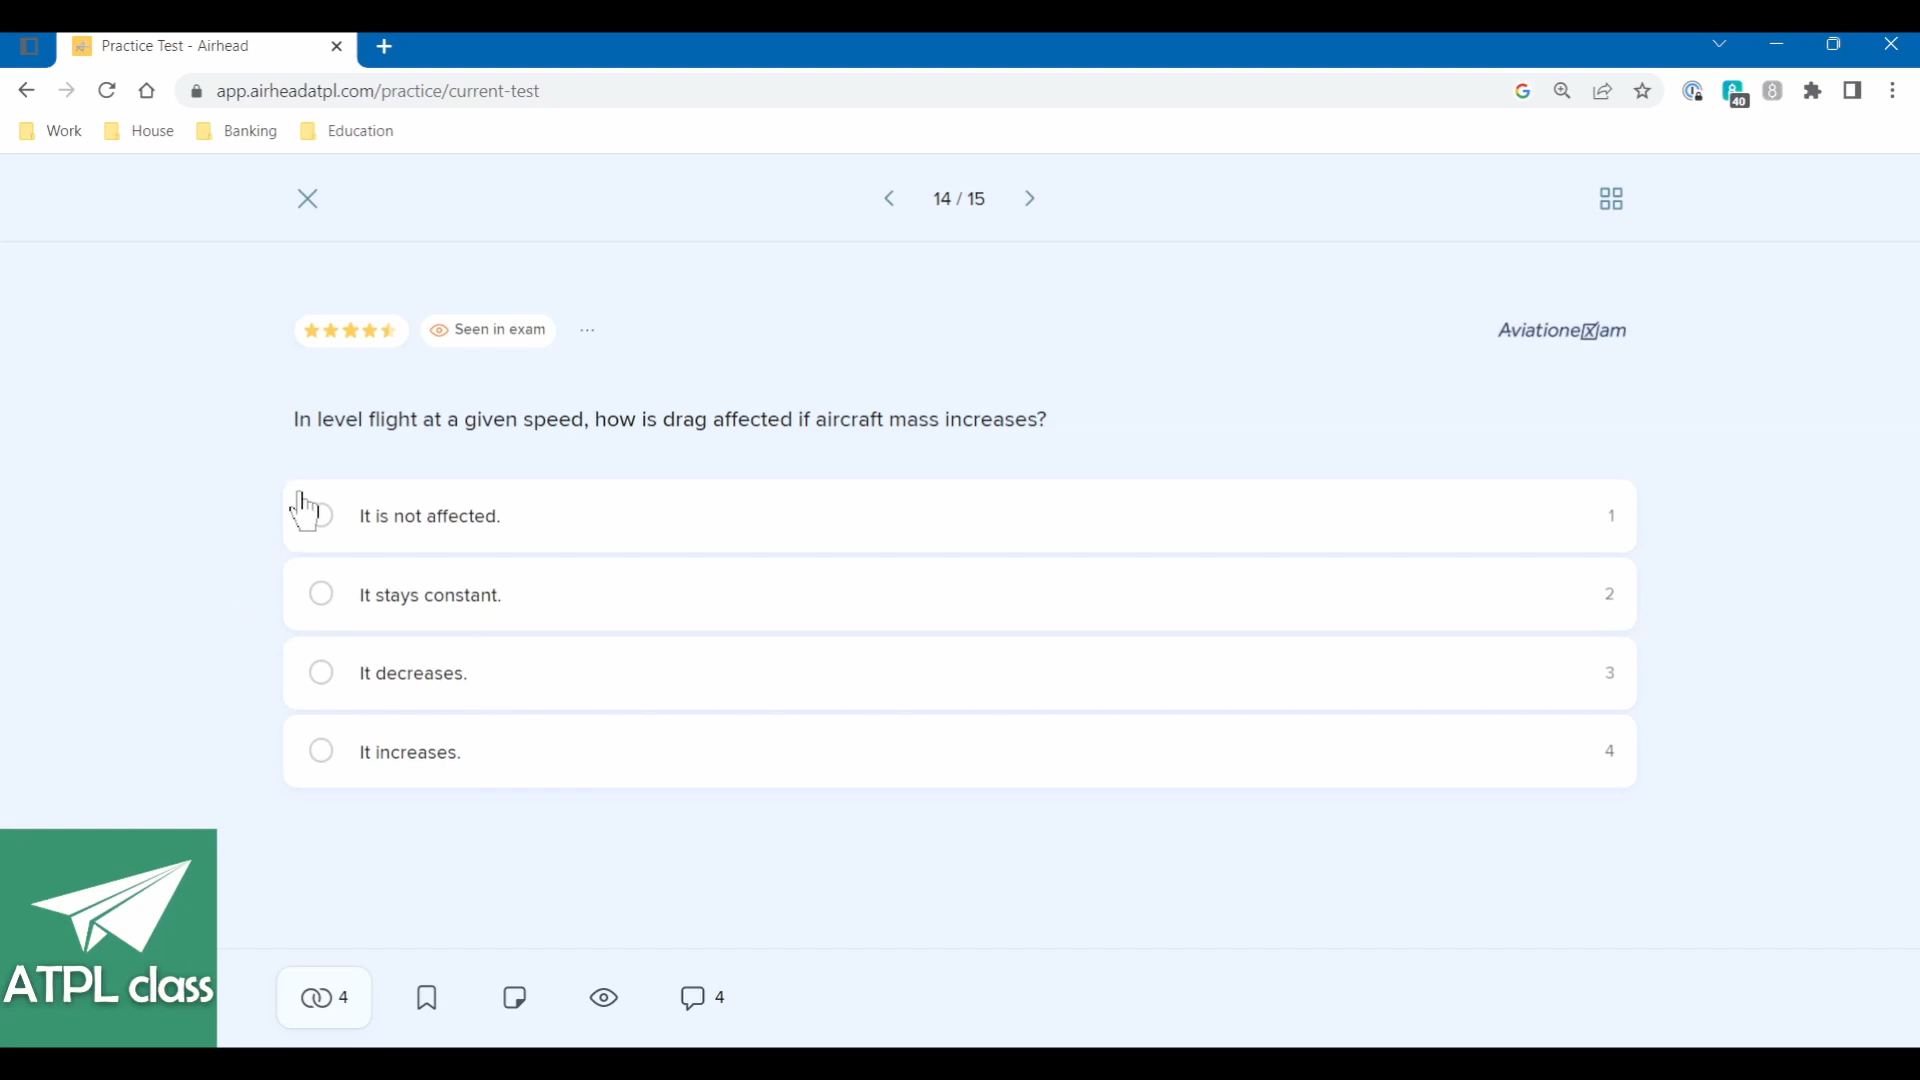 Practice Test - Airhead
app.airheadatpl.com/practice/current-test
40
8
Work House Banking Education
14 / 15
Seen in exam ...
Aviationexam
In level flight at a given speed, how is drag affected if aircraft mass increases?
It is not affected. 1
It stays constant. 2
It decreases. 3
It increases. 4
ATPL class
4
4